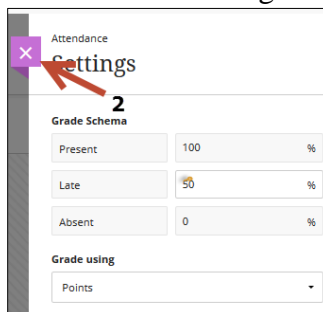 Attendance
Settings
2
Grade Schema
Present 100 %
Late 50 %
Absent 0 %
Grade using
Points